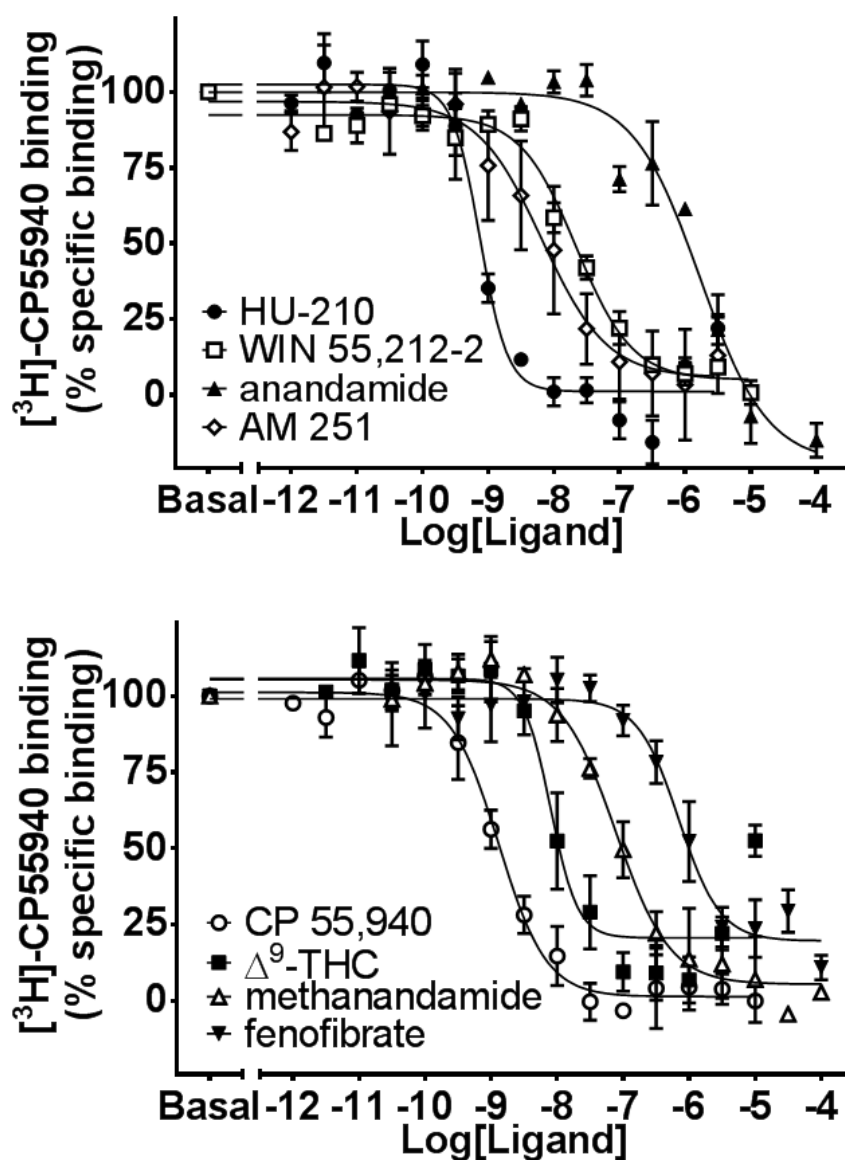 [³H]-CP55940 binding
(% specific binding)
100
75
50
25
0
HU-210
WIN 55,212-2
anandamide
AM 251
Basal -12 -11 -10 -9 -8 -7 -6 -5 -4
Log[Ligand]
[³H]-CP55940 binding
(% specific binding)
100
75
50
25
0
CP 55,940
Δ⁹-THC
methanandamide
fenofibrate
Basal -12 -11 -10 -9 -8 -7 -6 -5 -4
Log[Ligand]